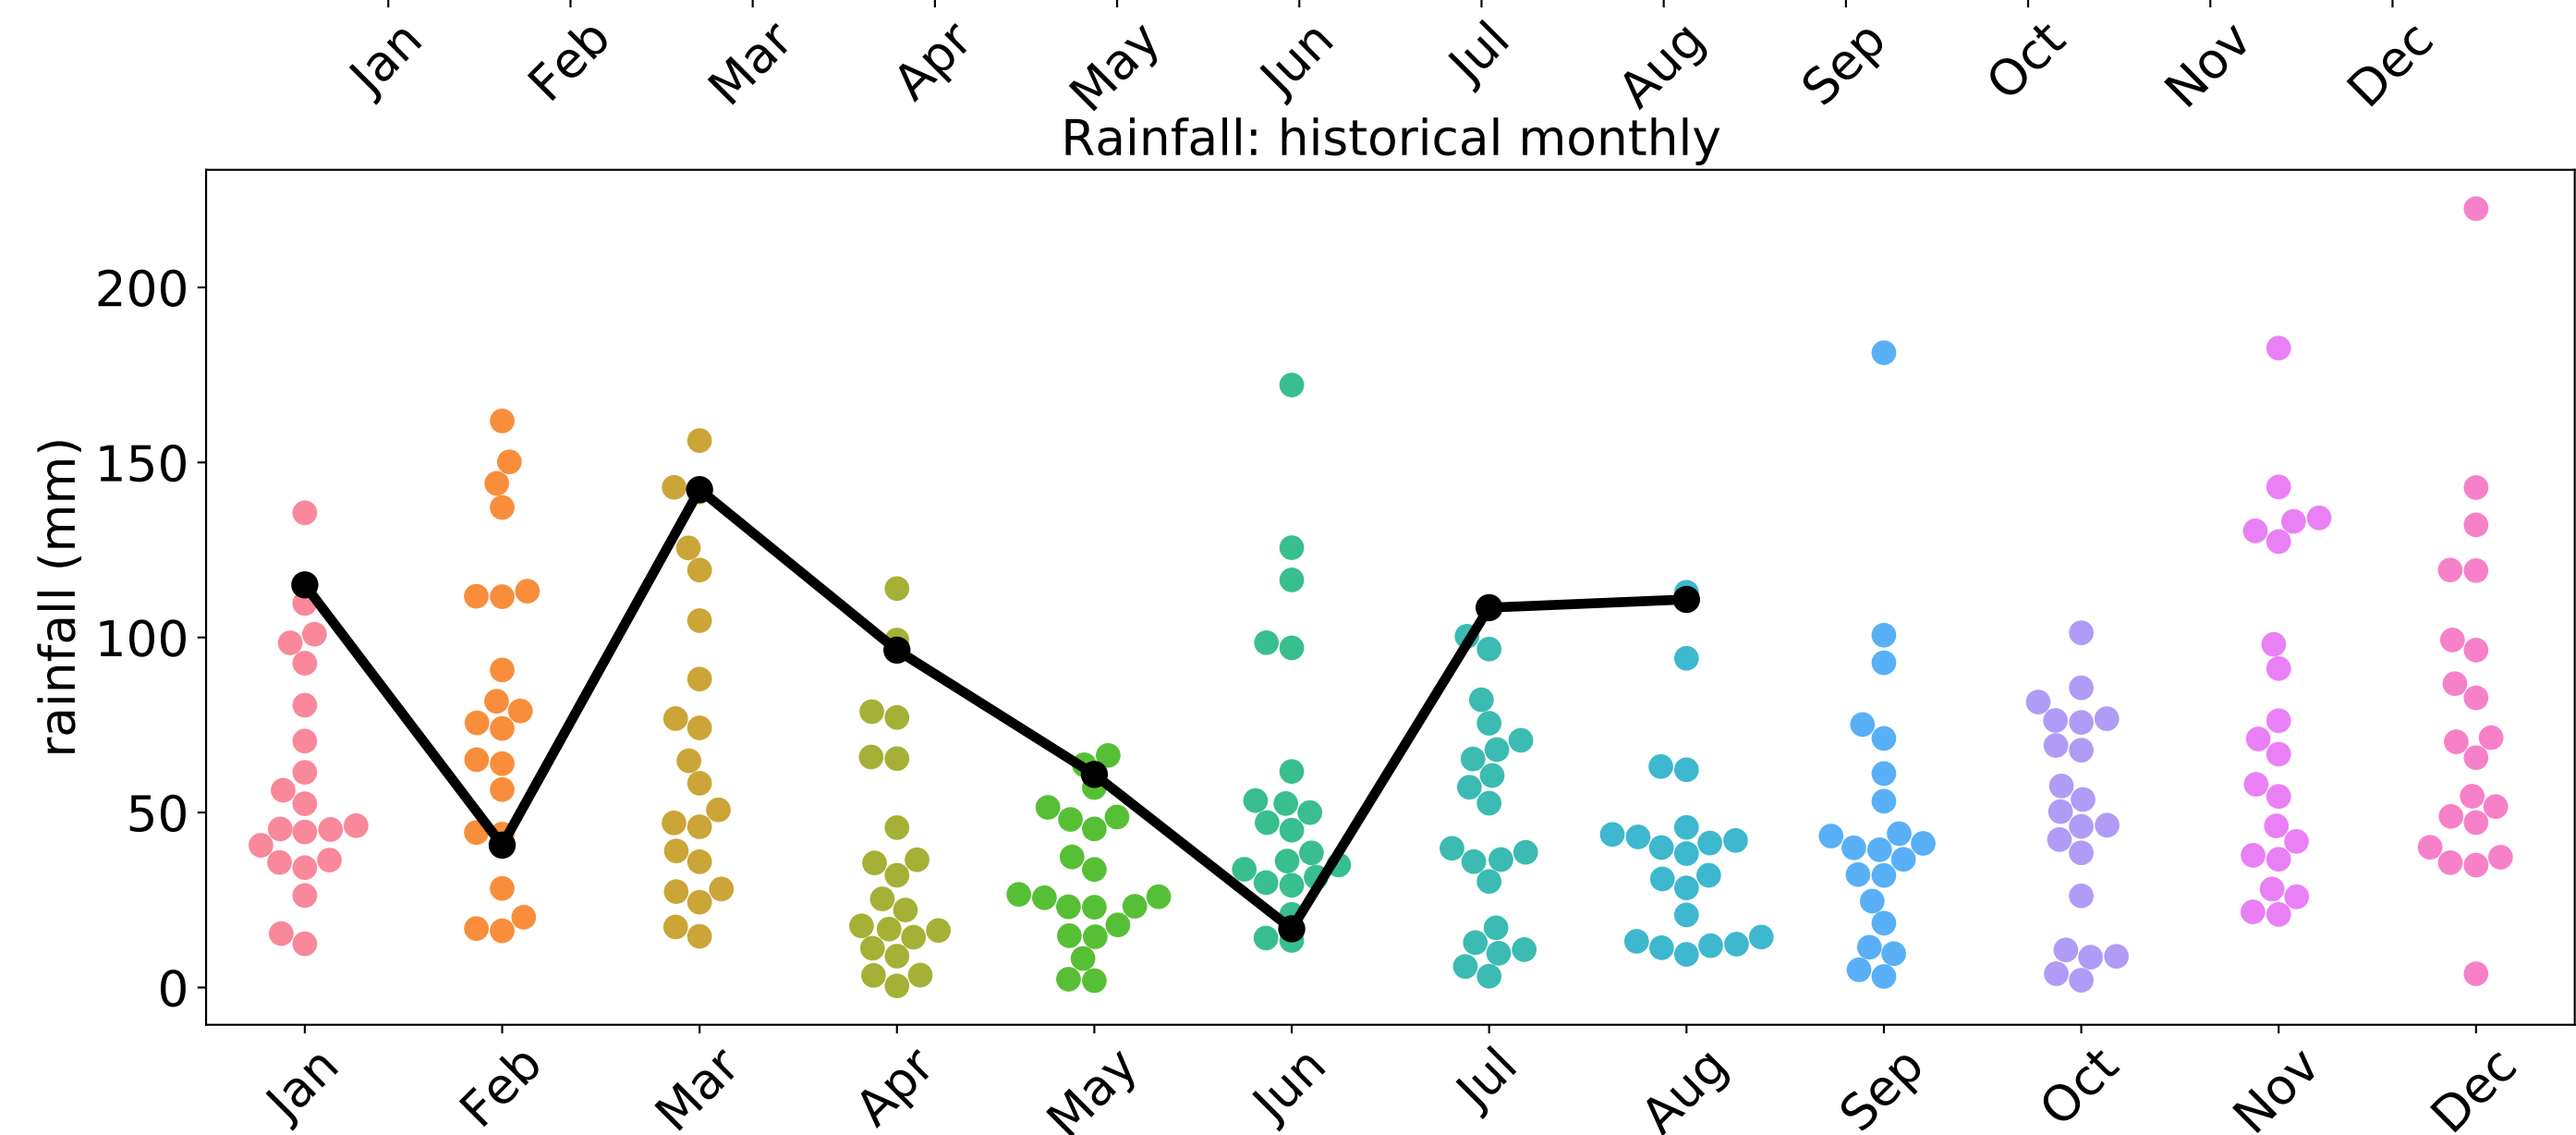 Jan Feb Mar Apr May Jun Jul Aug Sep Oct Nov Dec
Rainfall: historical monthly
rainfall (mm)
200
150
100
50
0
Jan Feb Mar Apr May Jun Jul Aug Sep Oct Nov Dec